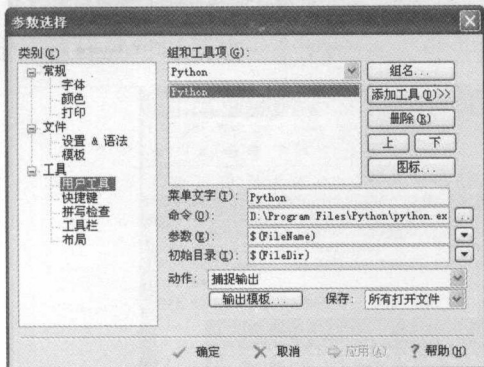 参数选择
类别(C)
常规
字体
颜色
打印
文件
设置 & 语法
模板
工具
用户工具
快捷键
拼写检查
工具栏
布局
组和工具项(G):
Python
Python
组名...
添加工具(D)>>
删除(R)
上
下
图标...
菜单文字(T): Python
命令(O): D:\Program Files\Python\python.ex ..
参数(E): $(FileName)
初始目录(I): $(FileDir)
动作: 捕捉输出
输出模板... 保存: 所有打开文件
确定 取消 应用(A) ? 帮助(H)